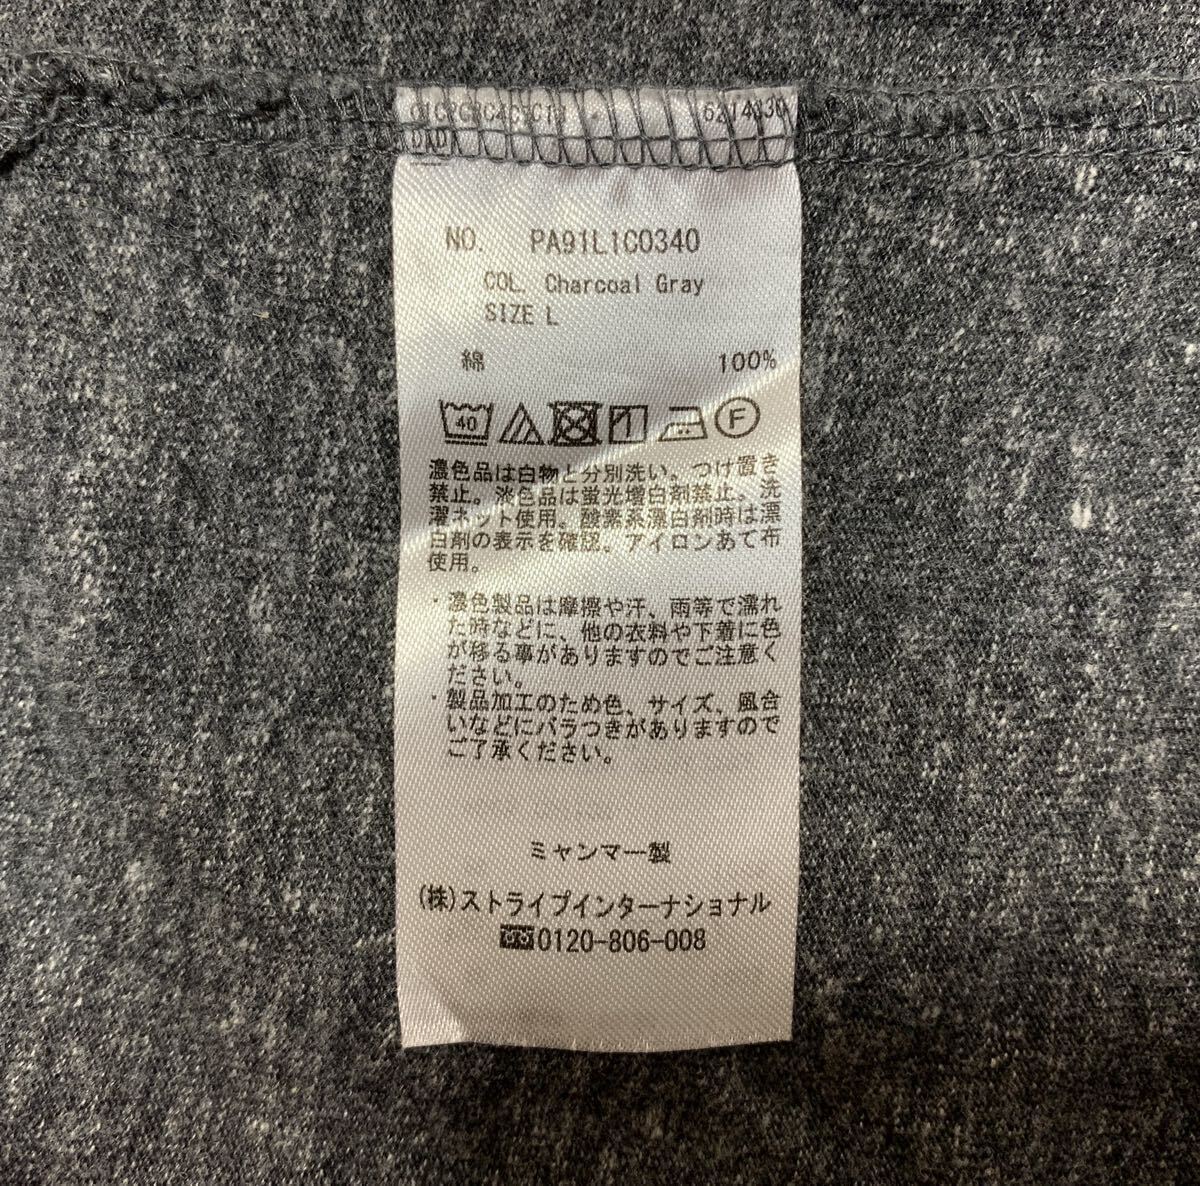 NO. PA91L1C0340
COL. Charcoal Gray
SIZE L
綿 100%
40 F
濃色品は白物と分別洗い。つけ置き
禁止。淡色品は蛍光増白剤禁止。洗
濯ネット使用。酸素系漂白剤時は漂
白剤の表示を確認。アイロンあて布
使用。
・濃色製品は摩擦や汗、雨等で濡れ
た時などに、他の衣料や下着に色
が移る事がありますのでご注意く
ださい。
・製品加工のため色、サイズ、風合
いなどにバラつきがありますので
ご了承ください。
ミャンマー製
(株)ストライプインターナショナル
0120-806-008